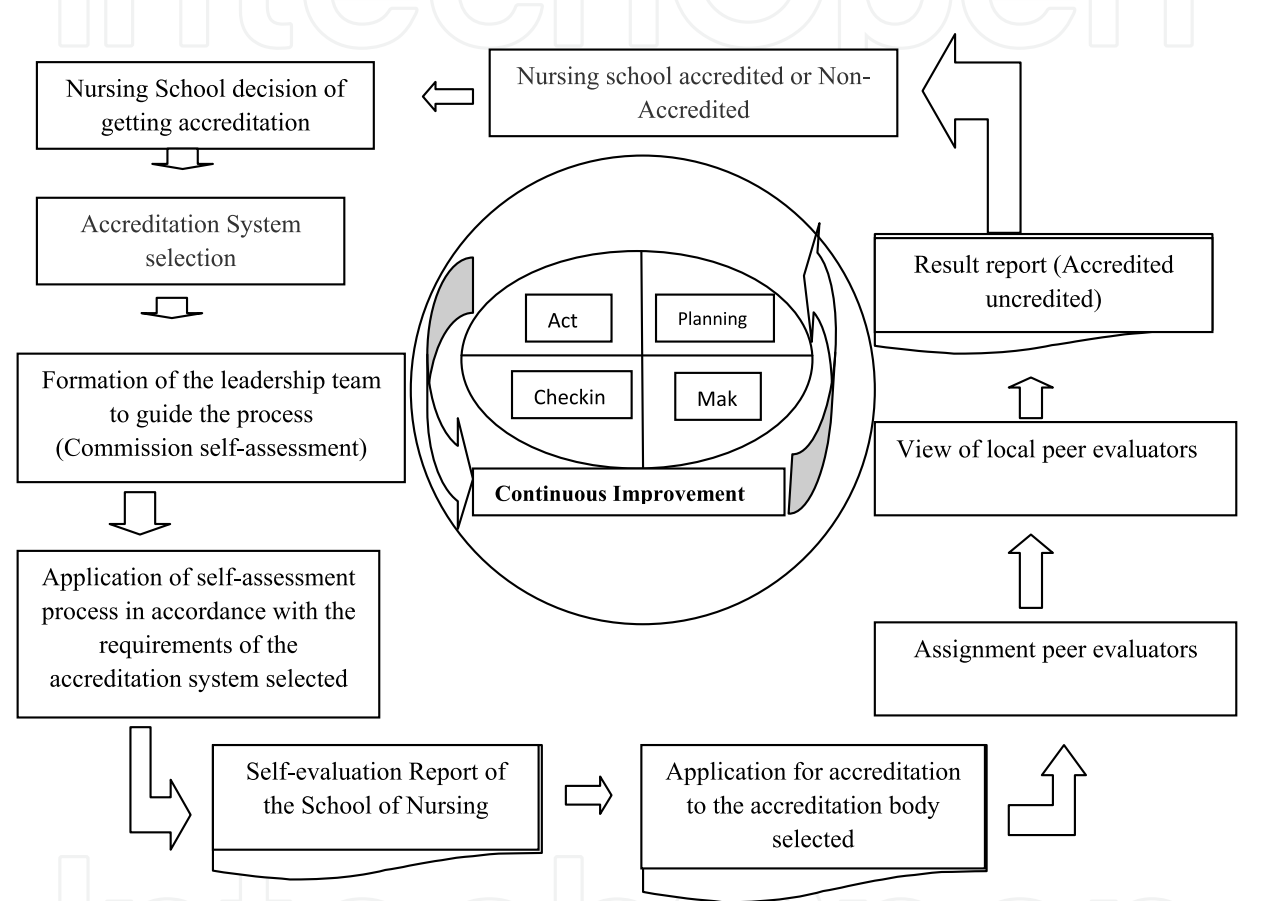 IntechOpen
Nursing School decision of
getting accreditation
Nursing school accredited or Non-
Accredited
Accreditation System
selection
Result report (Accredited
uncredited)
Act
Planning
Checkin
Mak
Continuous Improvement
Formation of the leadership team
to guide the process
(Commission self-assessment)
View of local peer evaluators
Application of self-assessment
process in accordance with the
requirements of the
accreditation system selected
Assignment peer evaluators
Self-evaluation Report of
the School of Nursing
Application for accreditation
to the accreditation body
selected
IntechOpen